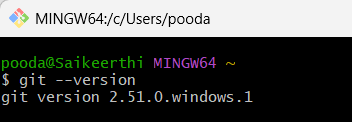 MINGW64:/c/Users/pooda
pooda@Saikeerthi MINGW64 ~
$ git --version
git version 2.51.0.windows.1